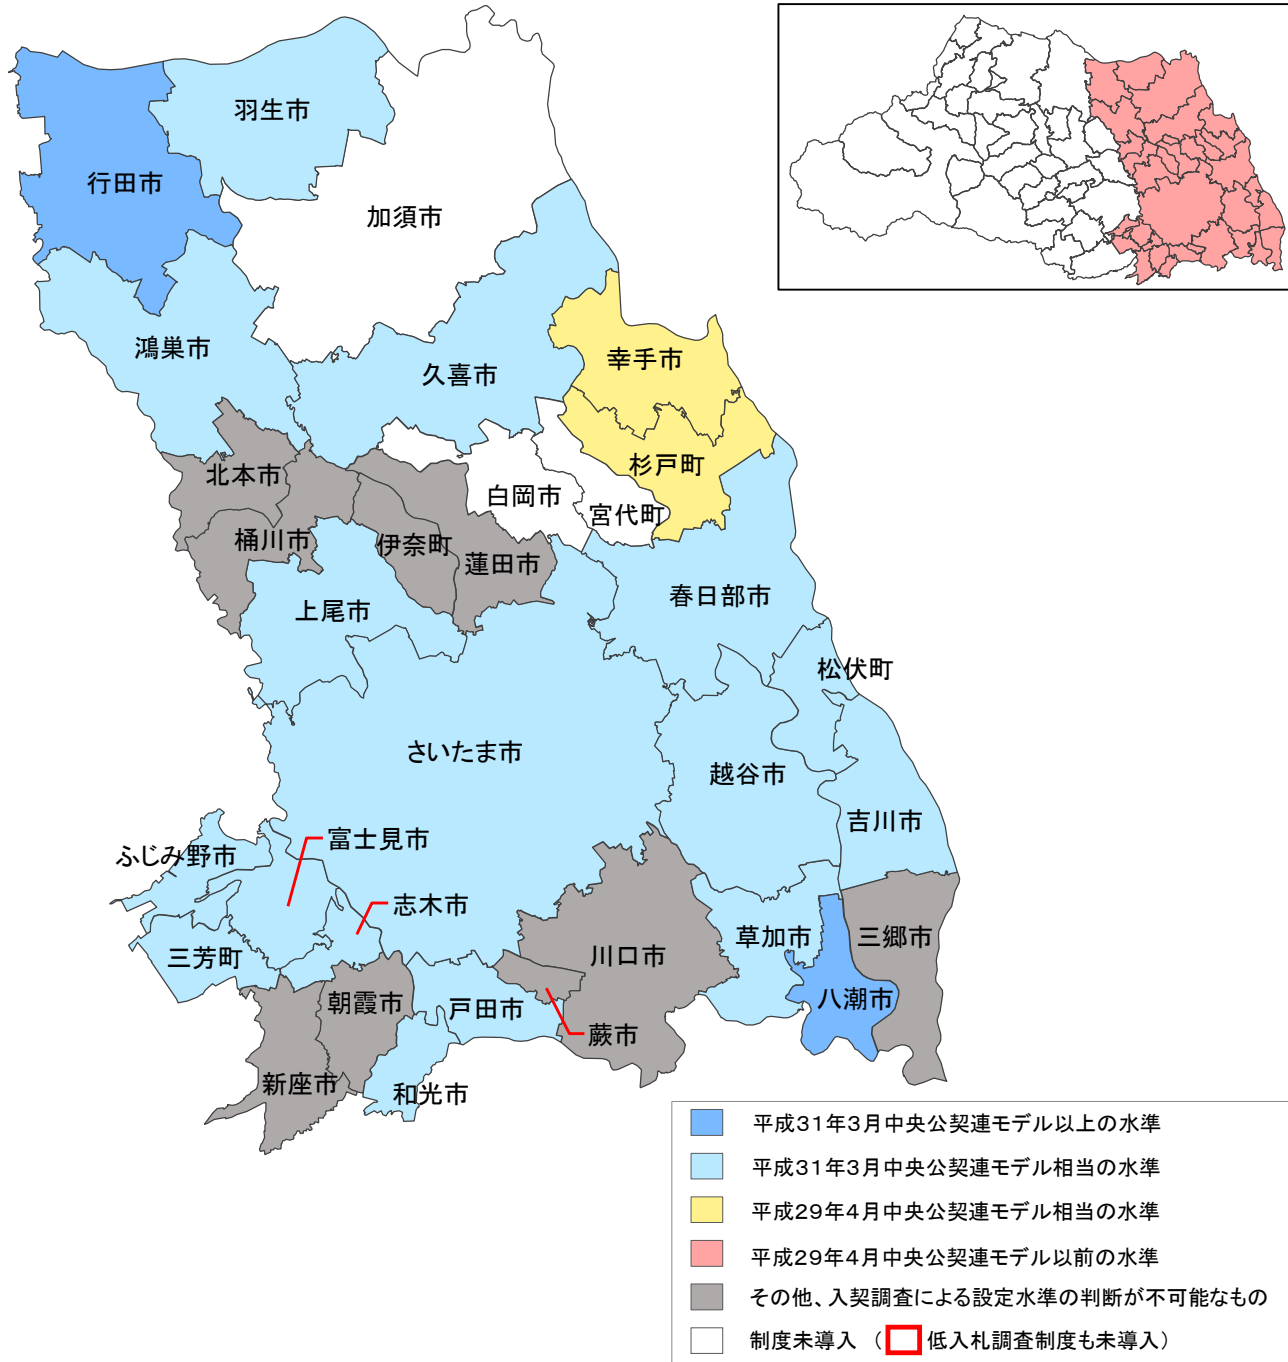 羽生市
行田市
加須市
鴻巣市
久喜市
幸手市
杉戸町
北本市
白岡市
宮代町
桶川市
伊奈町
蓮田市
上尾市
春日部市
松伏町
さいたま市
越谷市
吉川市
富士見市
ふじみ野市
志木市
三芳町
川口市
草加市
三郷市
朝霞市
戸田市
八潮市
蕨市
新座市
和光市
平成31年3月中央公契連モデル以上の水準
平成31年3月中央公契連モデル相当の水準
平成29年4月中央公契連モデル相当の水準
平成29年4月中央公契連モデル以前の水準
その他、入契調査による設定水準の判断が不可能なもの
制度未導入 ( 低入札調査制度も未導入)